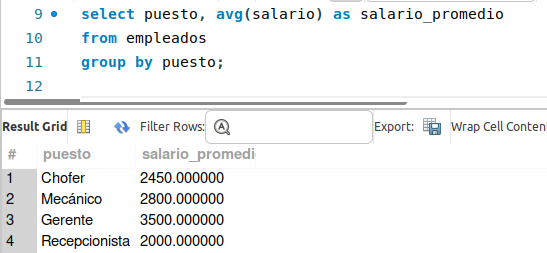 9 select puesto, avg(salario) as salario_promedio
10 from empleados
11 group by puesto;
12
Result Grid Filter Rows: Export: Wrap Cell Conten
# puesto salario_promedi
1 Chofer 2450.000000
2 Mecánico 2800.000000
3 Gerente 3500.000000
4 Recepcionista 2000.000000